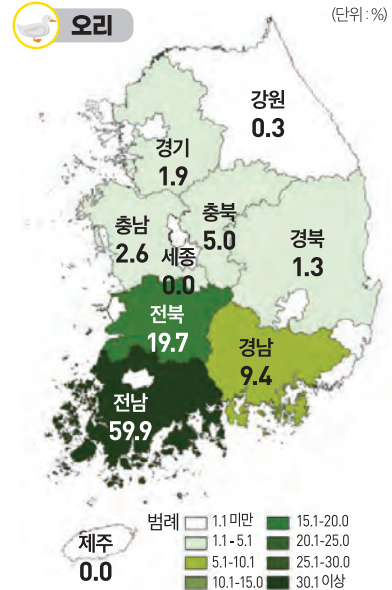 오리
(단위 : %)
강원
0.3
경기
1.9
충남
2.6
세종
0.0
충북
5.0
경북
1.3
전북
19.7
경남
9.4
전남
59.9
제주
0.0
범례
1.1 미만
1.1 - 5.1
5.1-10.1
10.1-15.0
15.1-20.0
20.1-25.0
25.1-30.0
30.1 이상